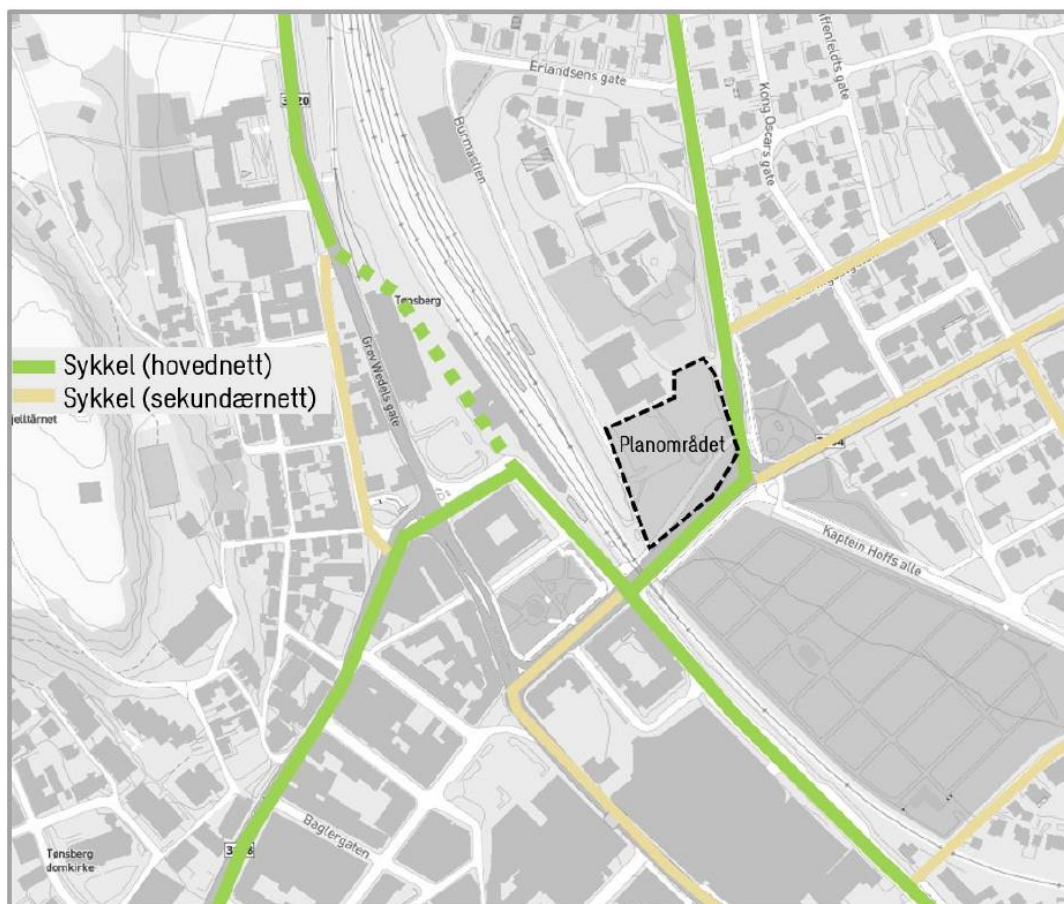 Erlandsens gate
Burmastien
Kong Oscars gate
Tønsberg
Grev Wedels gate
Sykkel (hovednett)
Sykkel (sekundærnett)
Planområdet
Kaptein Hoffs alle
Baglergaten
Tønsberg
domkirke